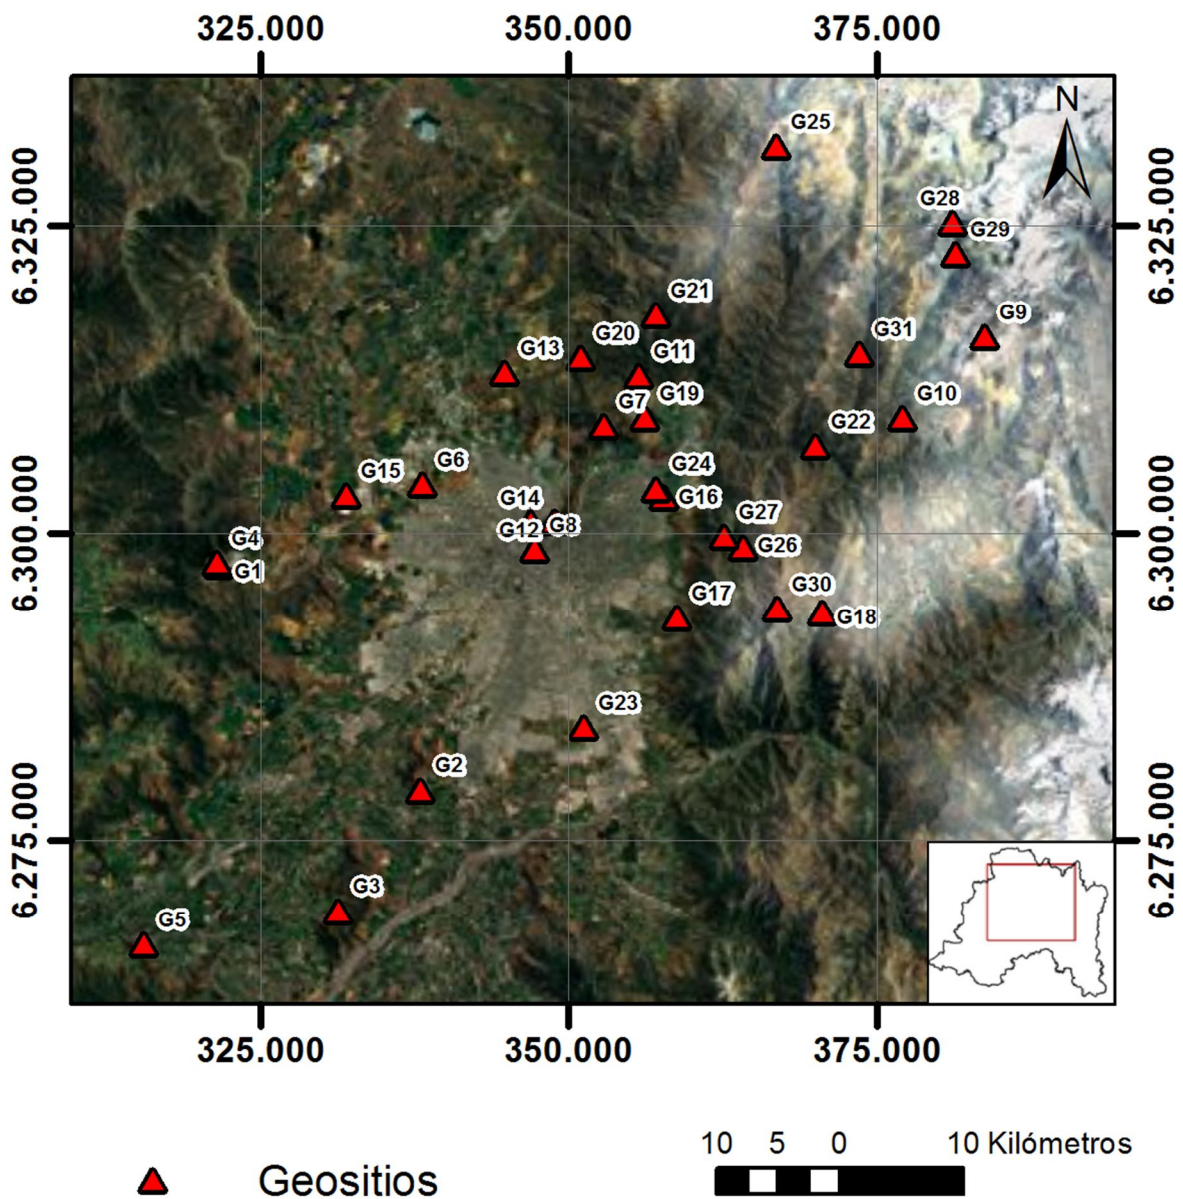 325.000 350.000 375.000
N
G25
6.325.000
6.325.000
G28
G29
G21
G9
G31
G20
G13
G11
G19
G7
G10
G22
G6
G15
G24
G16
G14
G27
G8
G12
G4
G26
6.300.000
6.300.000
G1
G30
G17
G18
G23
G2
6.275.000
6.275.000
G3
G5
325.000 350.000 375.000
10 5 0 10 Kilómetros
Geositios